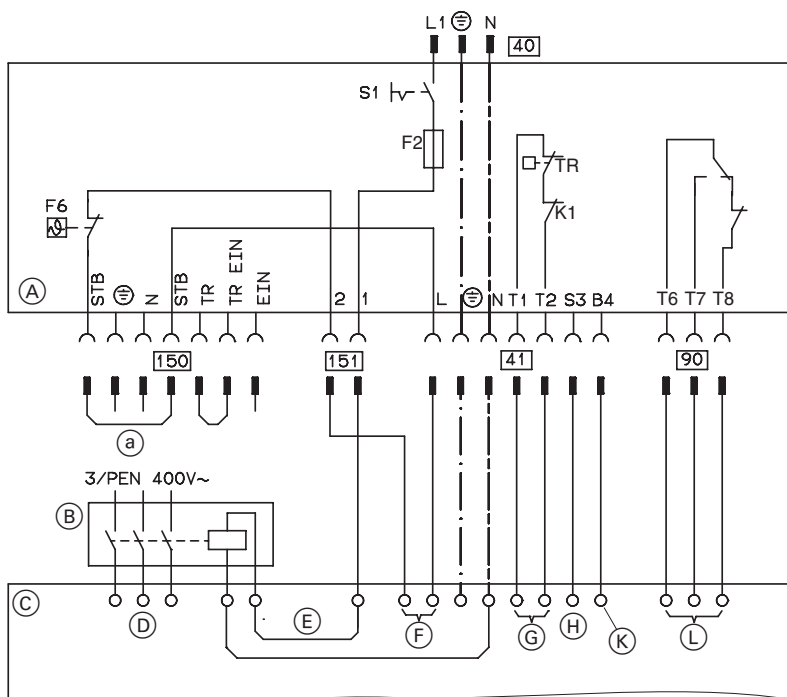 L1 N 40
S1
F2
TR
K1
F6
A
STB N STB TR TR EIN EIN 2 1 L N T1 T2 S3 B4 T6 T7 T8
150 151 41 90
a
3/PEN 400V~
B
C
D E F G H K L